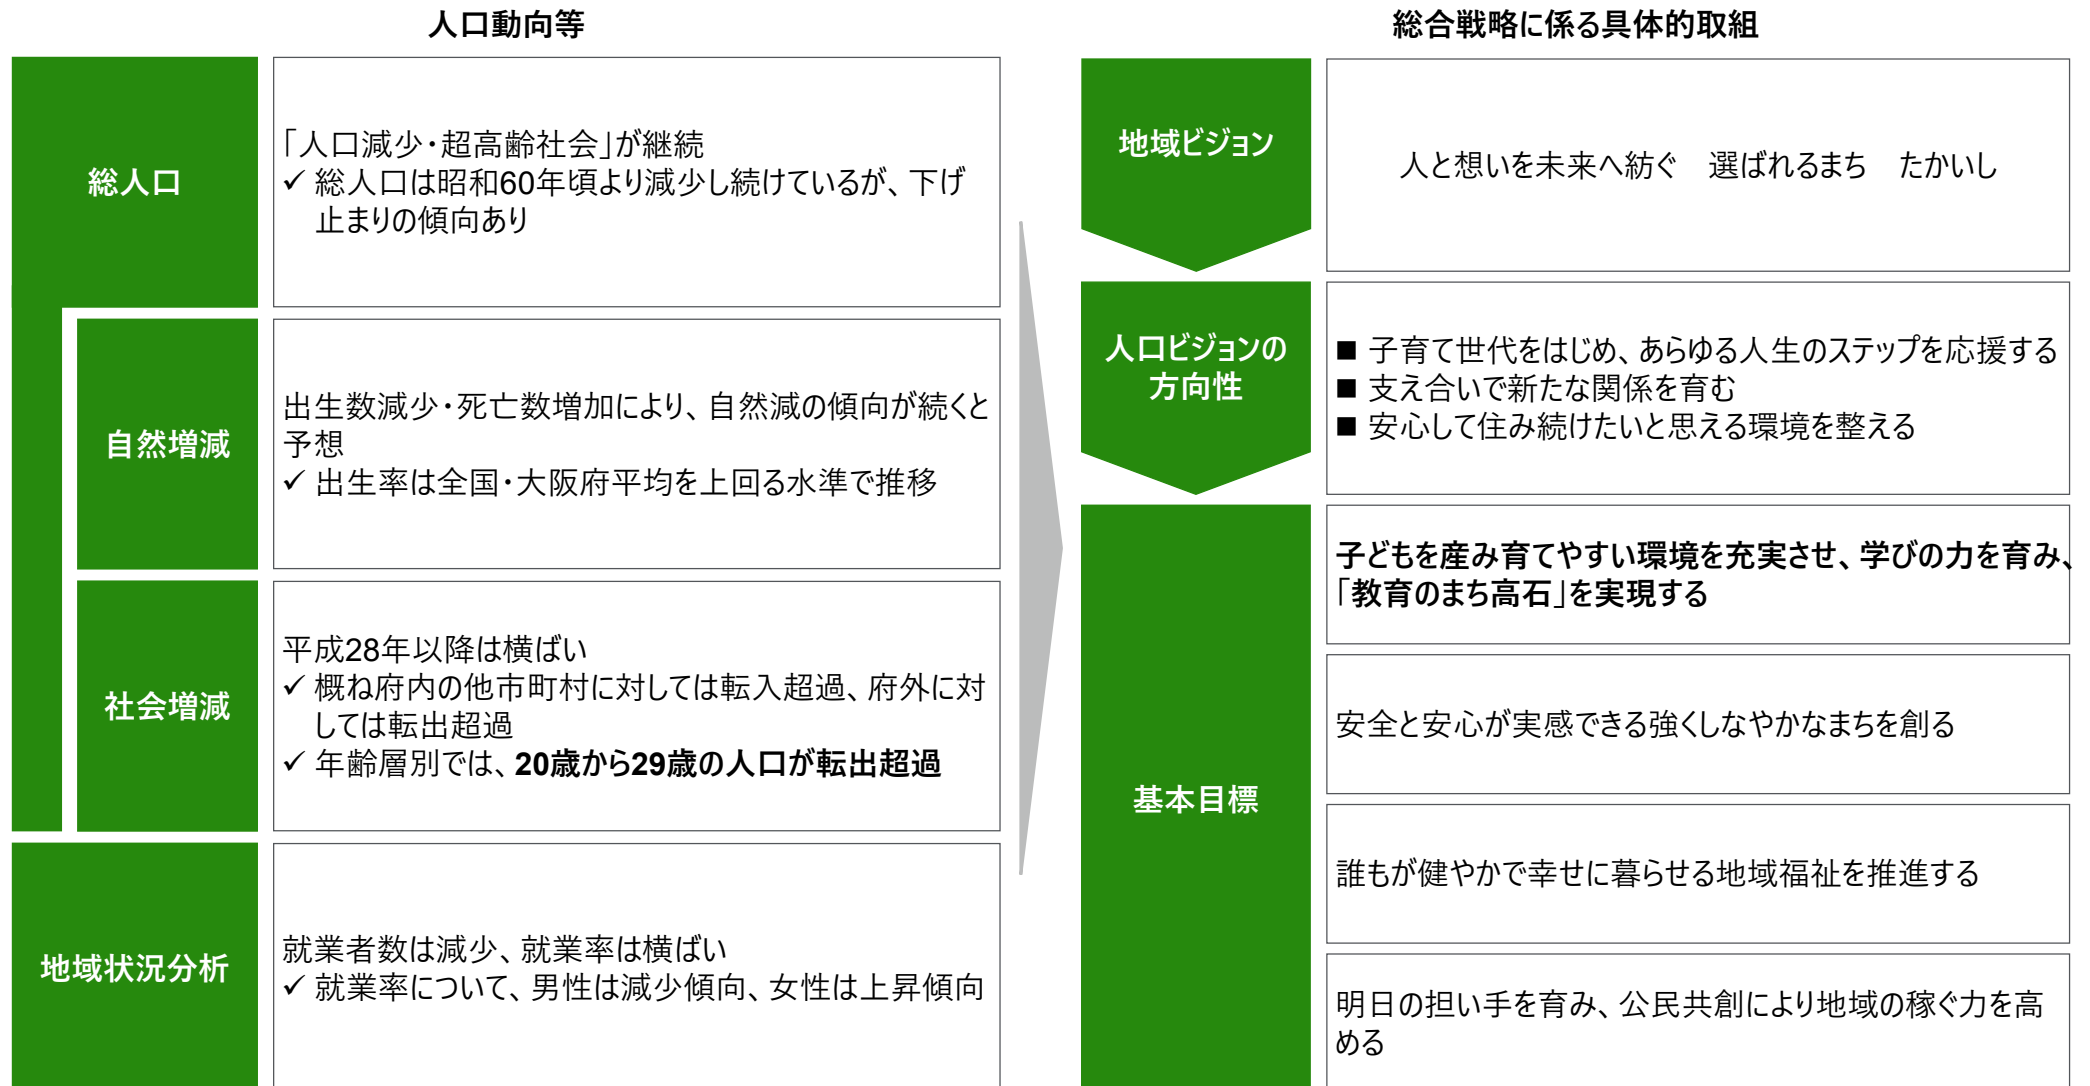 人口動向等
総人口
「人口減少・超高齢社会」が継続
✓ 総人口は昭和60年頃より減少し続けているが、下げ
止まりの傾向あり
自然増減
出生数減少・死亡数増加により、自然減の傾向が続くと
予想
✓ 出生率は全国・大阪府平均を上回る水準で推移
社会増減
平成28年以降は横ばい
✓ 概ね府内の他市町村に対しては転入超過、府外に対
しては転出超過
✓ 年齢層別では、20歳から29歳の人口が転出超過
地域状況分析
就業者数は減少、就業率は横ばい
✓ 就業率について、男性は減少傾向、女性は上昇傾向
総合戦略に係る具体的取組
地域ビジョン
人と想いを未来へ紡ぐ　選ばれるまち　たかいし
人口ビジョンの
方向性
■ 子育て世代をはじめ、あらゆる人生のステップを応援する
■ 支え合いで新たな関係を育む
■ 安心して住み続けたいと思える環境を整える
基本目標
子どもを産み育てやすい環境を充実させ、学びの力を育み、
「教育のまち高石」を実現する
安全と安心が実感できる強くしなやかなまちを創る
誰もが健やかで幸せに暮らせる地域福祉を推進する
明日の担い手を育み、公民共創により地域の稼ぐ力を高
める